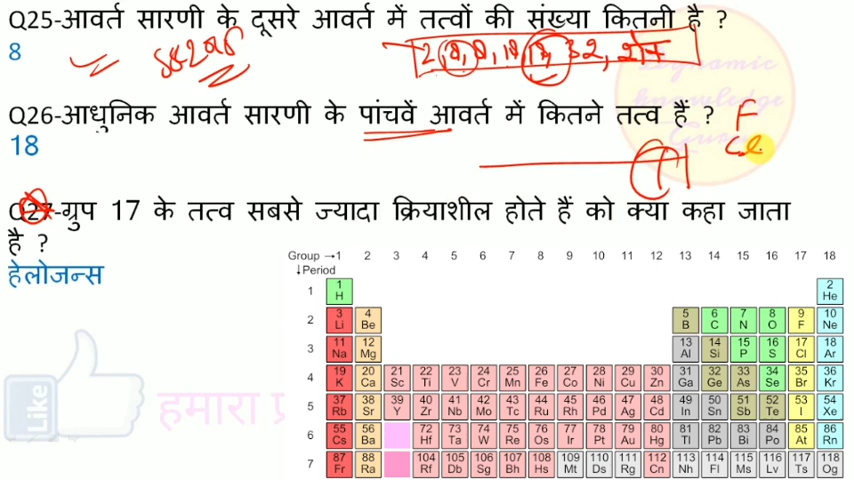 Q25-आवर्त सारणी के दूसरे आवर्त में तत्वों की संख्या कितनी है ?
8
2, 8, 8, 18, 18, 32,
Q26-आधुनिक आवर्त सारणी के पांचवें आवर्त में कितने तत्व हैं ?
18
F
Cl
Dynamic
knowledge
Guru
Q27-ग्रुप 17 के तत्व सबसे ज्यादा क्रियाशील होते हैं को क्या कहा जाता
है ?
हेलोजन्स
Group →1 2 3 4 5 6 7 8 9 10 11 12 13 14 15 16 17 18
↓Period
1 1 H 2 He
2 3 Li 4 Be 5 B 6 C 7 N 8 O 9 F 10 Ne
3 11 Na 12 Mg 13 Al 14 Si 15 P 16 S 17 Cl 18 Ar
4 19 K 20 Ca 21 Sc 22 Ti 23 V 24 Cr 25 Mn 26 Fe 27 Co 28 Ni 29 Cu 30 Zn 31 Ga 32 Ge 33 As 34 Se 35 Br 36 Kr
5 37 Rb 38 Sr 39 Y 40 Zr 41 Nb 42 Mo 43 Tc 44 Ru 45 Rh 46 Pd 47 Ag 48 Cd 49 In 50 Sn 51 Sb 52 Te 53 I 54 Xe
6 55 Cs 56 Ba 72 Hf 73 Ta 74 W 75 Re 76 Os 77 Ir 78 Pt 79 Au 80 Hg 81 Tl 82 Pb 83 Bi 84 Po 85 At 86 Rn
7 87 Fr 88 Ra 104 Rf 105 Db 106 Sg 107 Bh 108 Hs 109 Mt 110 Ds 111 Rg 112 Cn 113 Nh 114 Fl 115 Ms 116 Lv 117 Ts 118 Og
Like
हमारा